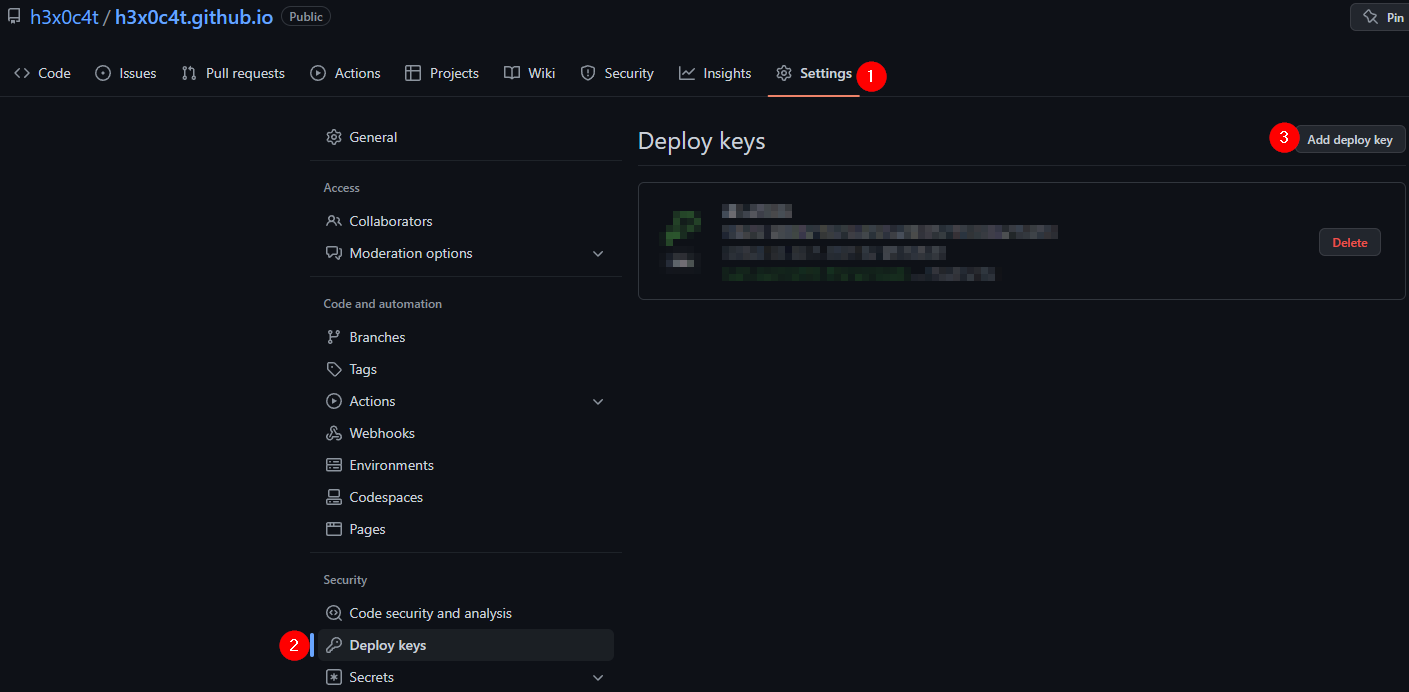 h3x0c4t / h3x0c4t.github.io Public
Pin
Code Issues Pull requests Actions Projects Wiki Security Insights Settings 1
General
Access
Collaborators
Moderation options
Code and automation
Branches
Tags
Actions
Webhooks
Environments
Codespaces
Pages
Security
Code security and analysis
2 Deploy keys
Secrets
Deploy keys
3 Add deploy key
Delete